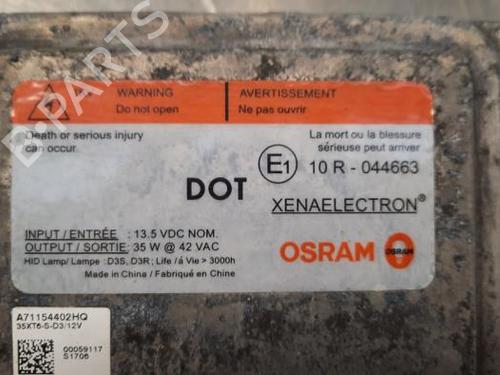 WARNING
Do not open
AVERTISSEMENT
Ne pas ouvrir
Death or serious injury
can occur.
La mort ou la blessure
sérieuse peut arriver
E1 10 R - 044663
DOT
XENAELECTRON®
INPUT / ENTRÉE : 13.5 VDC NOM.
OUTPUT / SORTIE: 35 W @ 42 VAC
HID Lamp/ Lampe : D3S, D3R; Life /á Vie > 3000h
Made in China / Fabriqué en Chine
OSRAM
OSRAM
A71154402HQ
35XT6-S-D3/12V
00059117
S1706
B-PARTS